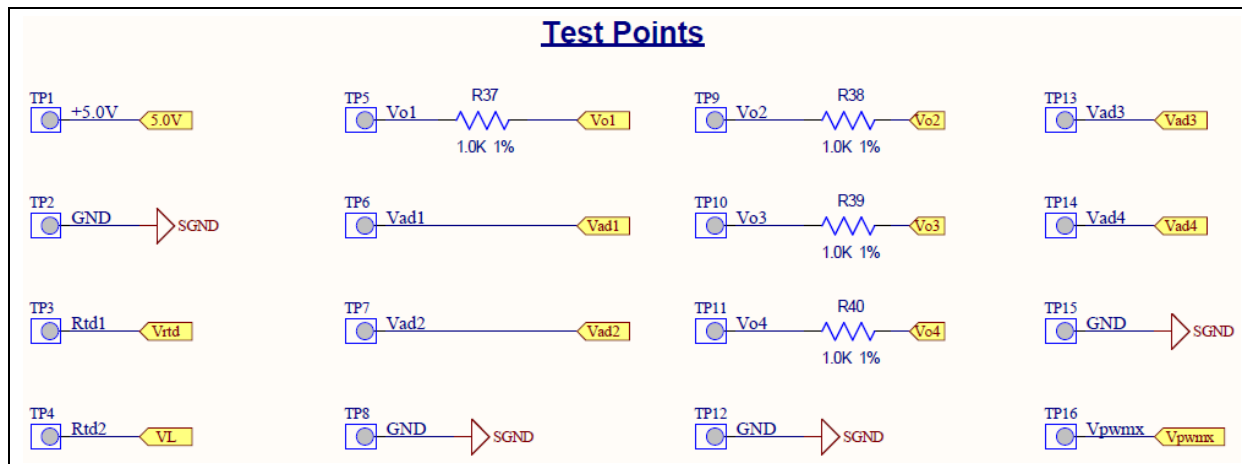 Test Points
TP1
+5.0V
5.0V
TP5
Vo1
R37
1.0K 1%
Vo1
TP9
Vo2
R38
1.0K 1%
Vo2
TP13
Vad3
Vad3
TP2
GND
SGND
TP6
Vad1
Vad1
TP10
Vo3
R39
1.0K 1%
Vo3
TP14
Vad4
Vad4
TP3
Rtd1
Vrtd
TP7
Vad2
Vad2
TP11
Vo4
R40
1.0K 1%
Vo4
TP15
GND
SGND
TP4
Rtd2
VL
TP8
GND
SGND
TP12
GND
SGND
TP16
Vpwmx
Vpwmx